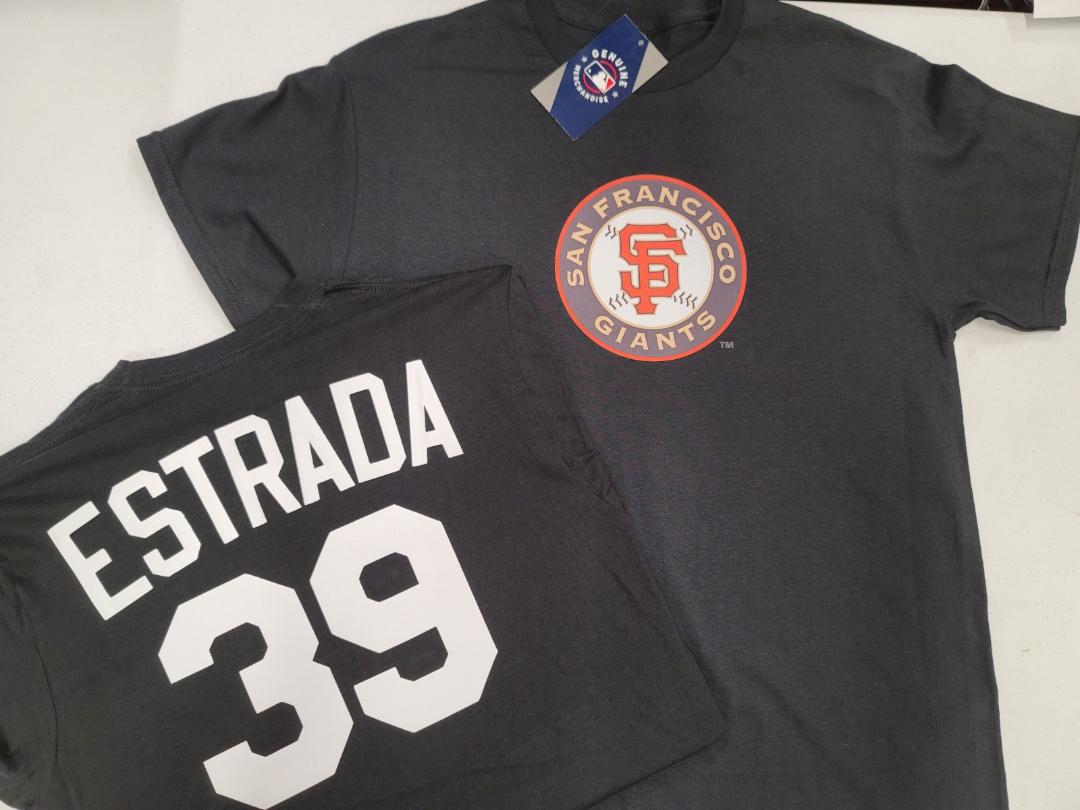 GENUINE
MERCHANDISE
®
SAN FRANCISCO
SF
GIANTS
TM
ESTRADA
39